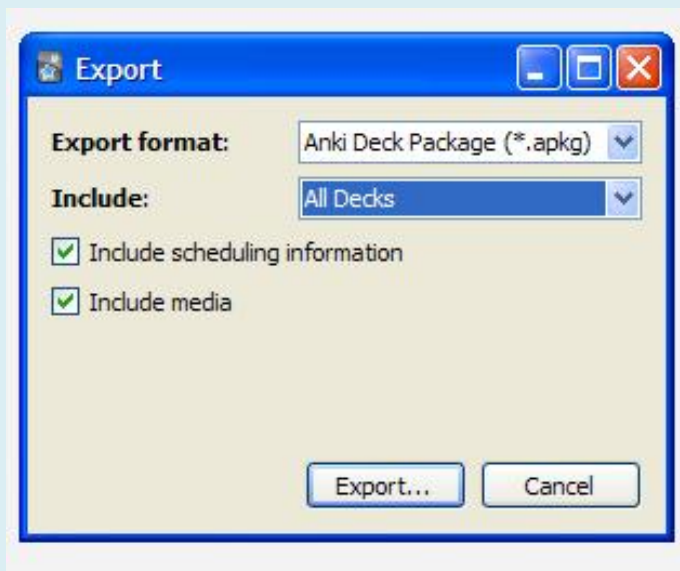 Export
Export format: Anki Deck Package (*.apkg)
Include: All Decks
Include scheduling information
Include media
Export... Cancel